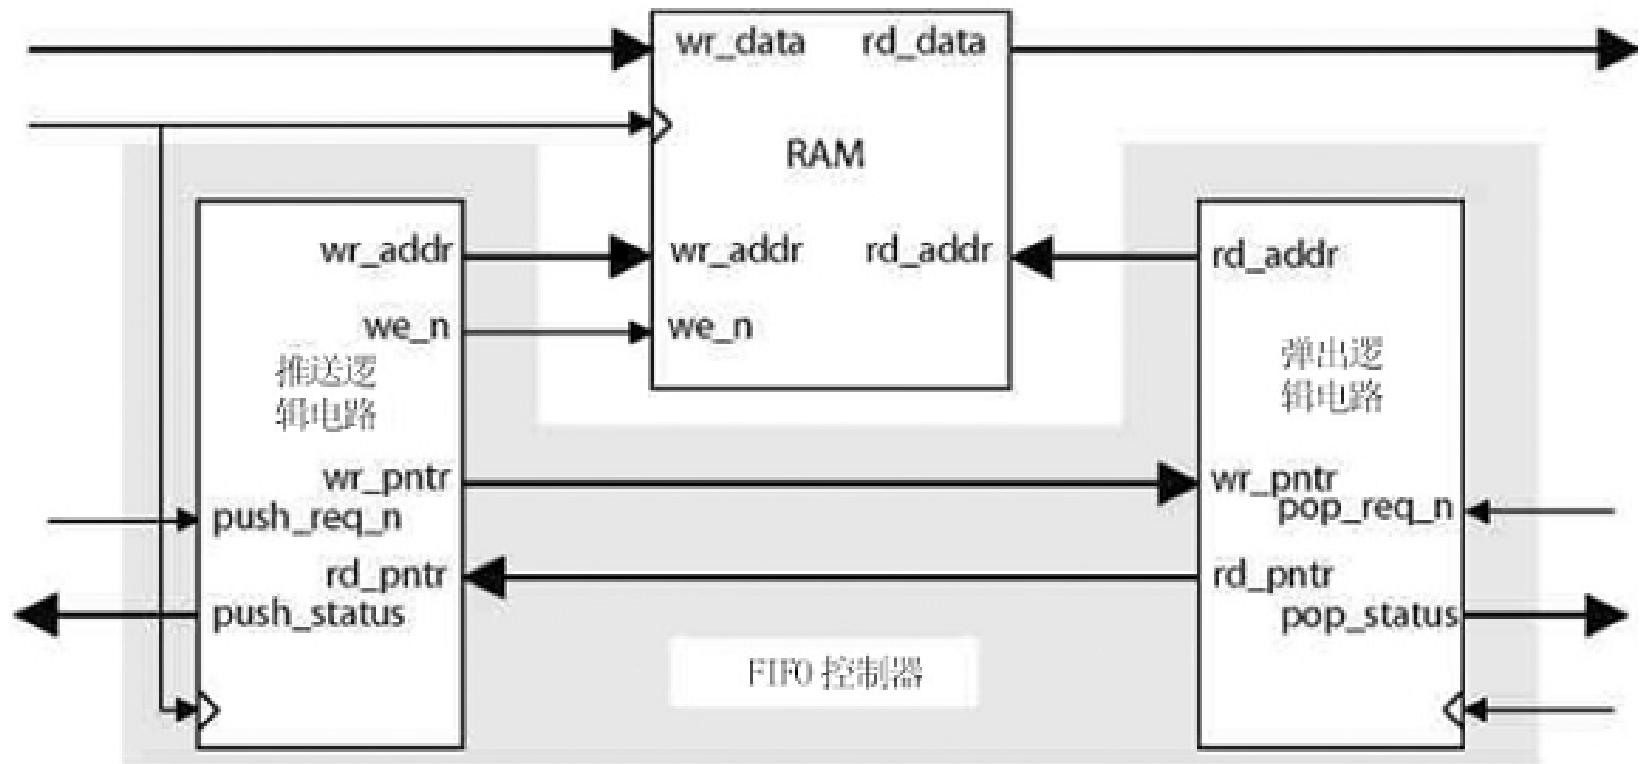 wr_data rd_data
RAM
wr_addr wr_addr rd_addr rd_addr
we_n we_n
推送逻
辑电路
弹出逻
辑电路
wr_pntr wr_pntr
push_req_n pop_req_n
rd_pntr rd_pntr
push_status pop_status
FIFO 控制器